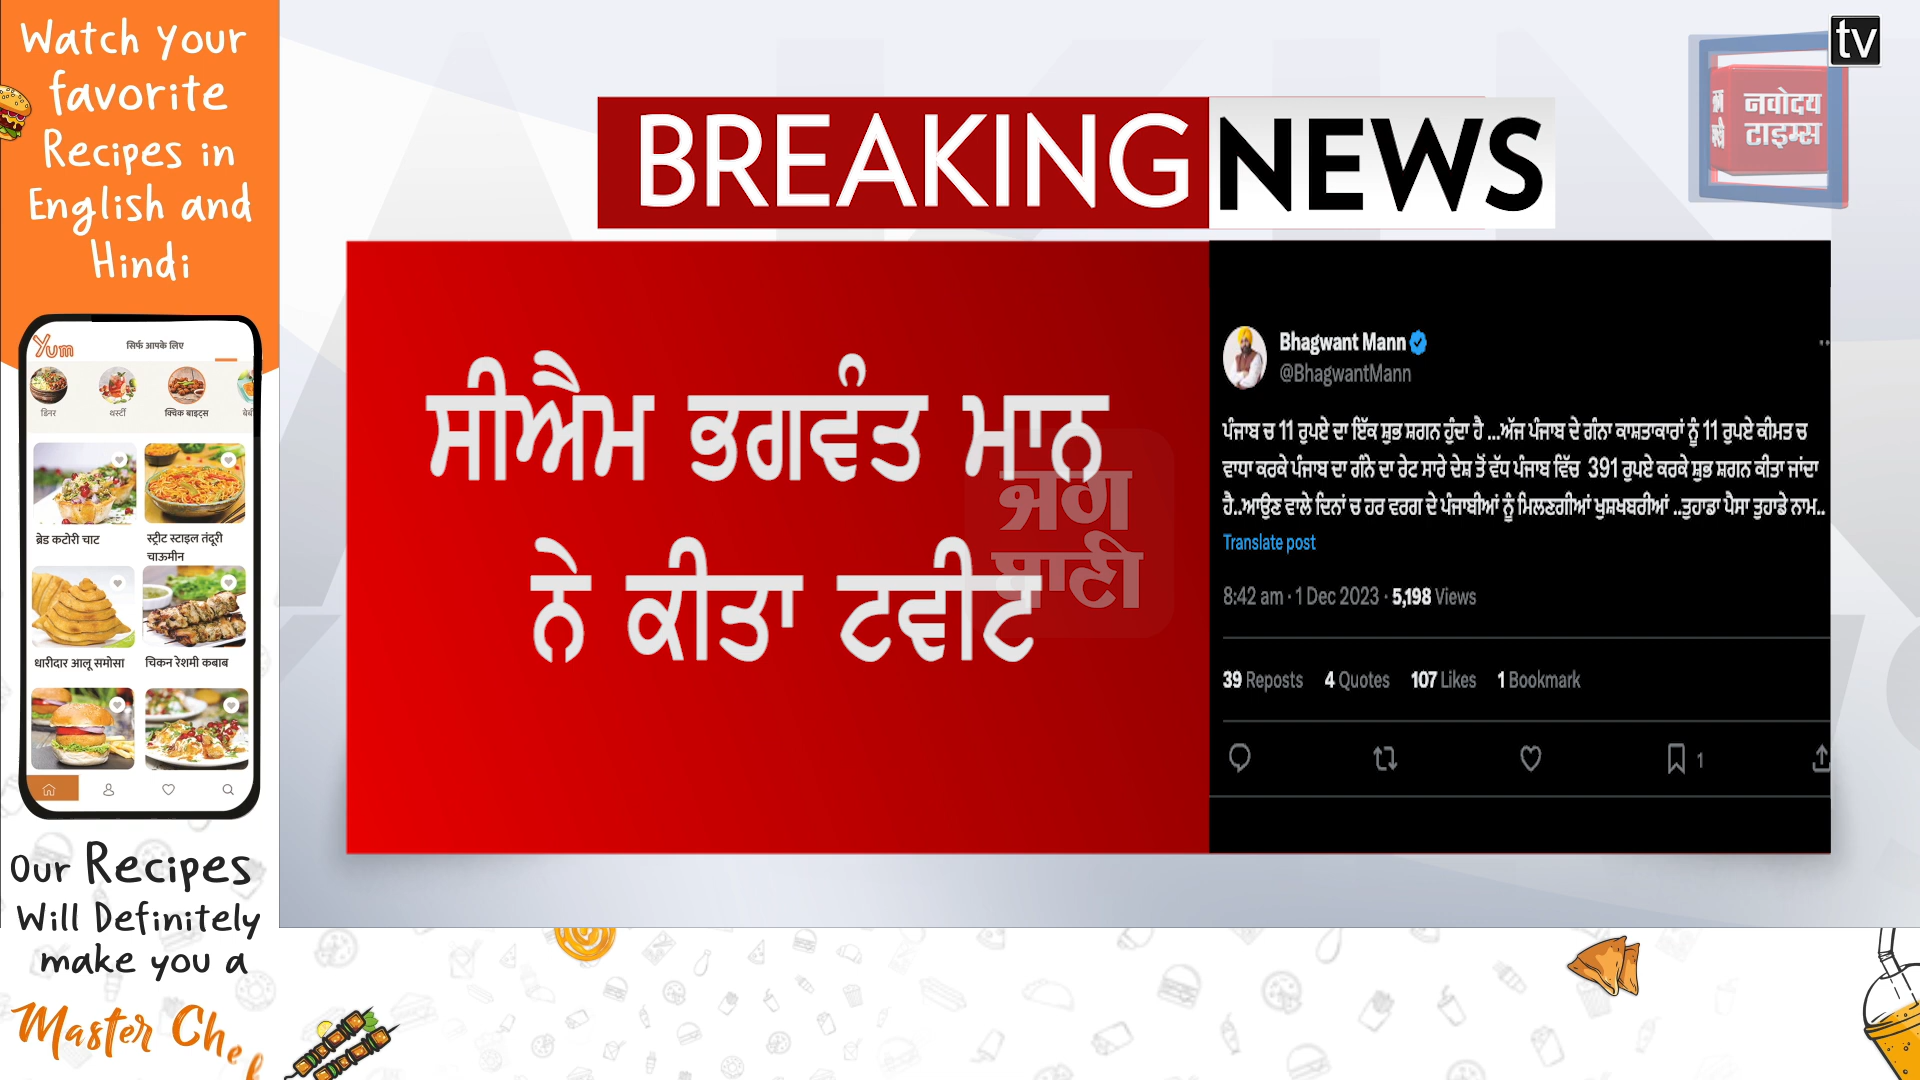 Watch your
favorite
Recipes in
English and
Hindi
Yum
सिर्फ आपके लिए
डिनर
थर्स्टी
क्विक बाइट्स
ब्रेड कटोरी चाट
स्ट्रीट स्टाइल तंदूरी
चाऊमीन
धारीदार आलू समोसा
चिकन रेशमी कबाब
Our Recipes
Will Definitely
make you a
Master Chef
tv
नवोदय
टाइम्स
BREAKING NEWS
ਸੀਐਮ ਭਗਵੰਤ ਮਾਨ
ਨੇ ਕੀਤਾ ਟਵੀਟ
ਜਗ
ਬਾਣੀ
Bhagwant Mann
@BhagwantMann
ਪੰਜਾਬ ਚ 11 ਰੁਪਏ ਦਾ ਇੱਕ ਸ਼ੁਭ ਸ਼ਗਨ ਹੁੰਦਾ ਹੈ ...ਅੱਜ ਪੰਜਾਬ ਦੇ ਗੰਨਾ ਕਾਸ਼ਤਾਕਾਰਾਂ ਨੂੰ 11 ਰੁਪਏ ਕੀਮਤ ਚ
ਵਾਧਾ ਕਰਕੇ ਪੰਜਾਬ ਦਾ ਗੰਨੇ ਦਾ ਰੇਟ ਸਾਰੇ ਦੇਸ਼ ਤੋਂ ਵੱਧ ਪੰਜਾਬ ਵਿੱਚ 391 ਰੁਪਏ ਕਰਕੇ ਸ਼ੁਭ ਸ਼ਗਨ ਕੀਤਾ ਜਾਂਦਾ
ਹੈ..ਆਉਣ ਵਾਲੇ ਦਿਨਾਂ ਚ ਹਰ ਵਰਗ ਦੇ ਪੰਜਾਬੀਆਂ ਨੂੰ ਮਿਲਣਗੀਆਂ ਖੁਸ਼ਖਬਰੀਆਂ ..ਤੁਹਾਡਾ ਪੈਸਾ ਤੁਹਾਡੇ ਨਾਮ..
Translate post
8:42 am · 1 Dec 2023 · 5,198 Views
39 Reposts 4 Quotes 107 Likes 1 Bookmark
1